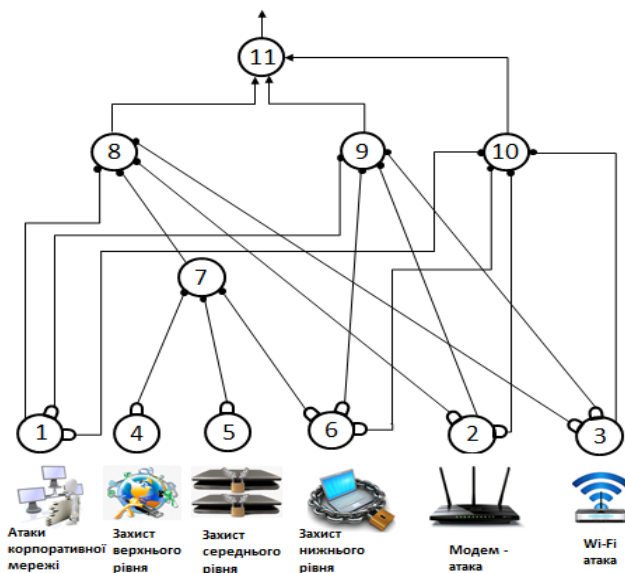 11
8
9
10
7
1
4
5
6
2
3
Атаки
корпоративної
мережі
Захист
верхнього
рівня
Захист
середнього
рівня
Захист
нижнього
рівня
Модем -
атака
Wi-Fi
атака